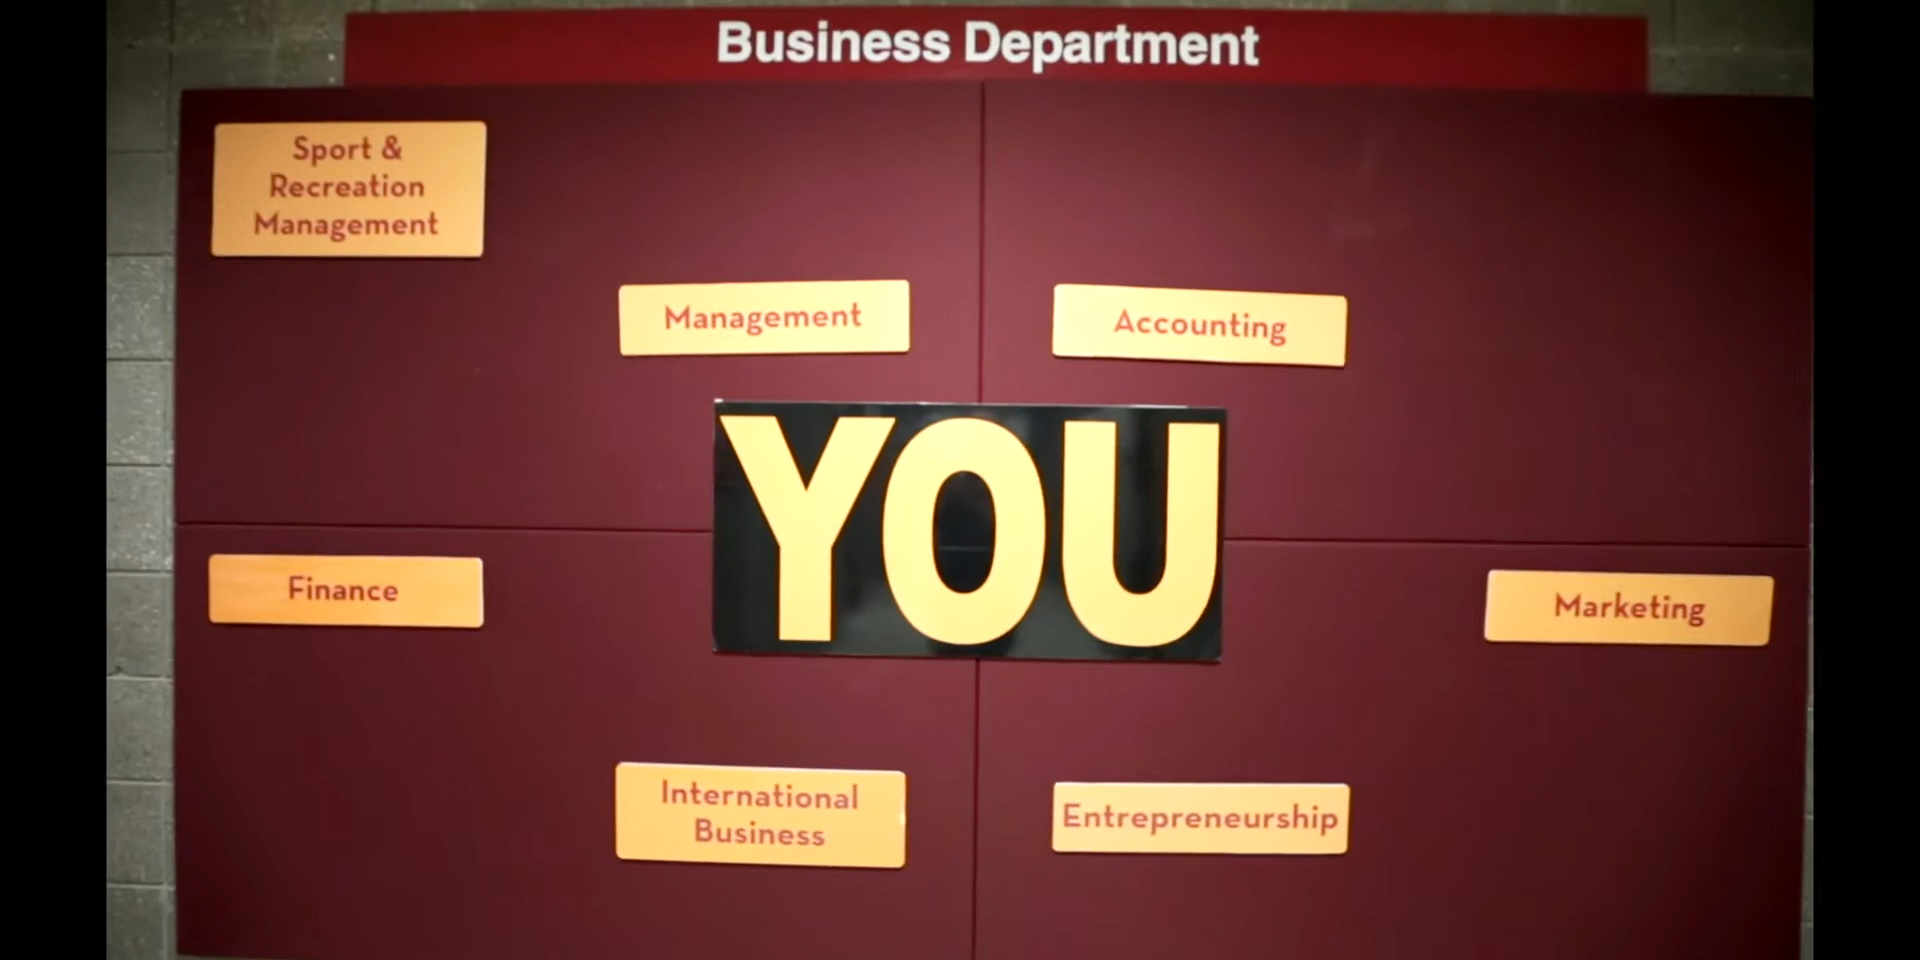 Business Department
Sport &
Recreation
Management
Management
Accounting
YOU
Finance
Marketing
International
Business
Entrepreneurship